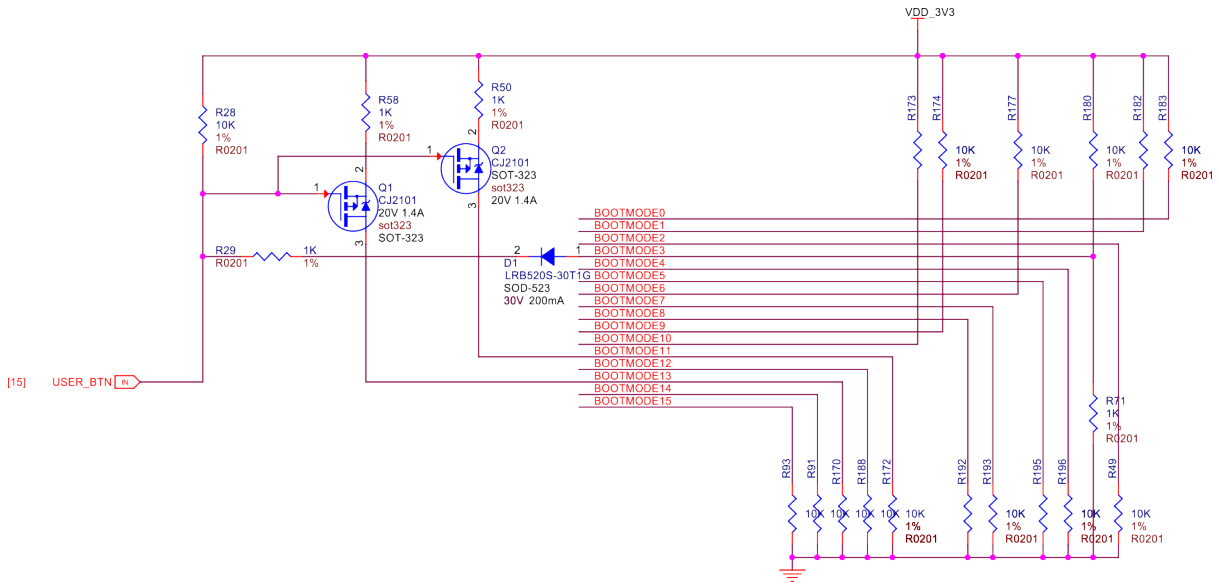 VDD_3V3
R28
10K
1%
R0201
R58
1K
1%
R0201
R50
1K
1%
R0201
R173
R174
R177
R180
R182
R183
10K
1%
R0201
10K
1%
R0201
10K
1%
R0201
10K
1%
R0201
2
1
Q2
CJ2101
SOT-323
sot323
20V 1.4A
3
2
1
Q1
CJ2101
20V 1.4A
sot323
SOT-323
3
R29
R0201
1K
1%
2
1
D1
LRB520S-30T1G
SOD-523
30V 200mA
BOOTMODE0
BOOTMODE1
BOOTMODE2
BOOTMODE3
BOOTMODE4
BOOTMODE5
BOOTMODE6
BOOTMODE7
BOOTMODE8
BOOTMODE9
BOOTMODE10
BOOTMODE11
BOOTMODE12
BOOTMODE13
BOOTMODE14
BOOTMODE15
[15] USER_BTN IN
R71
1K
1%
R0201
R93
R91
R170
R188
R172
R192
R193
R195
R196
R49
10K 10K 10K 10K 10K
1%
R0201
10K
1%
R0201
10K
1%
R0201
10K
1%
R0201